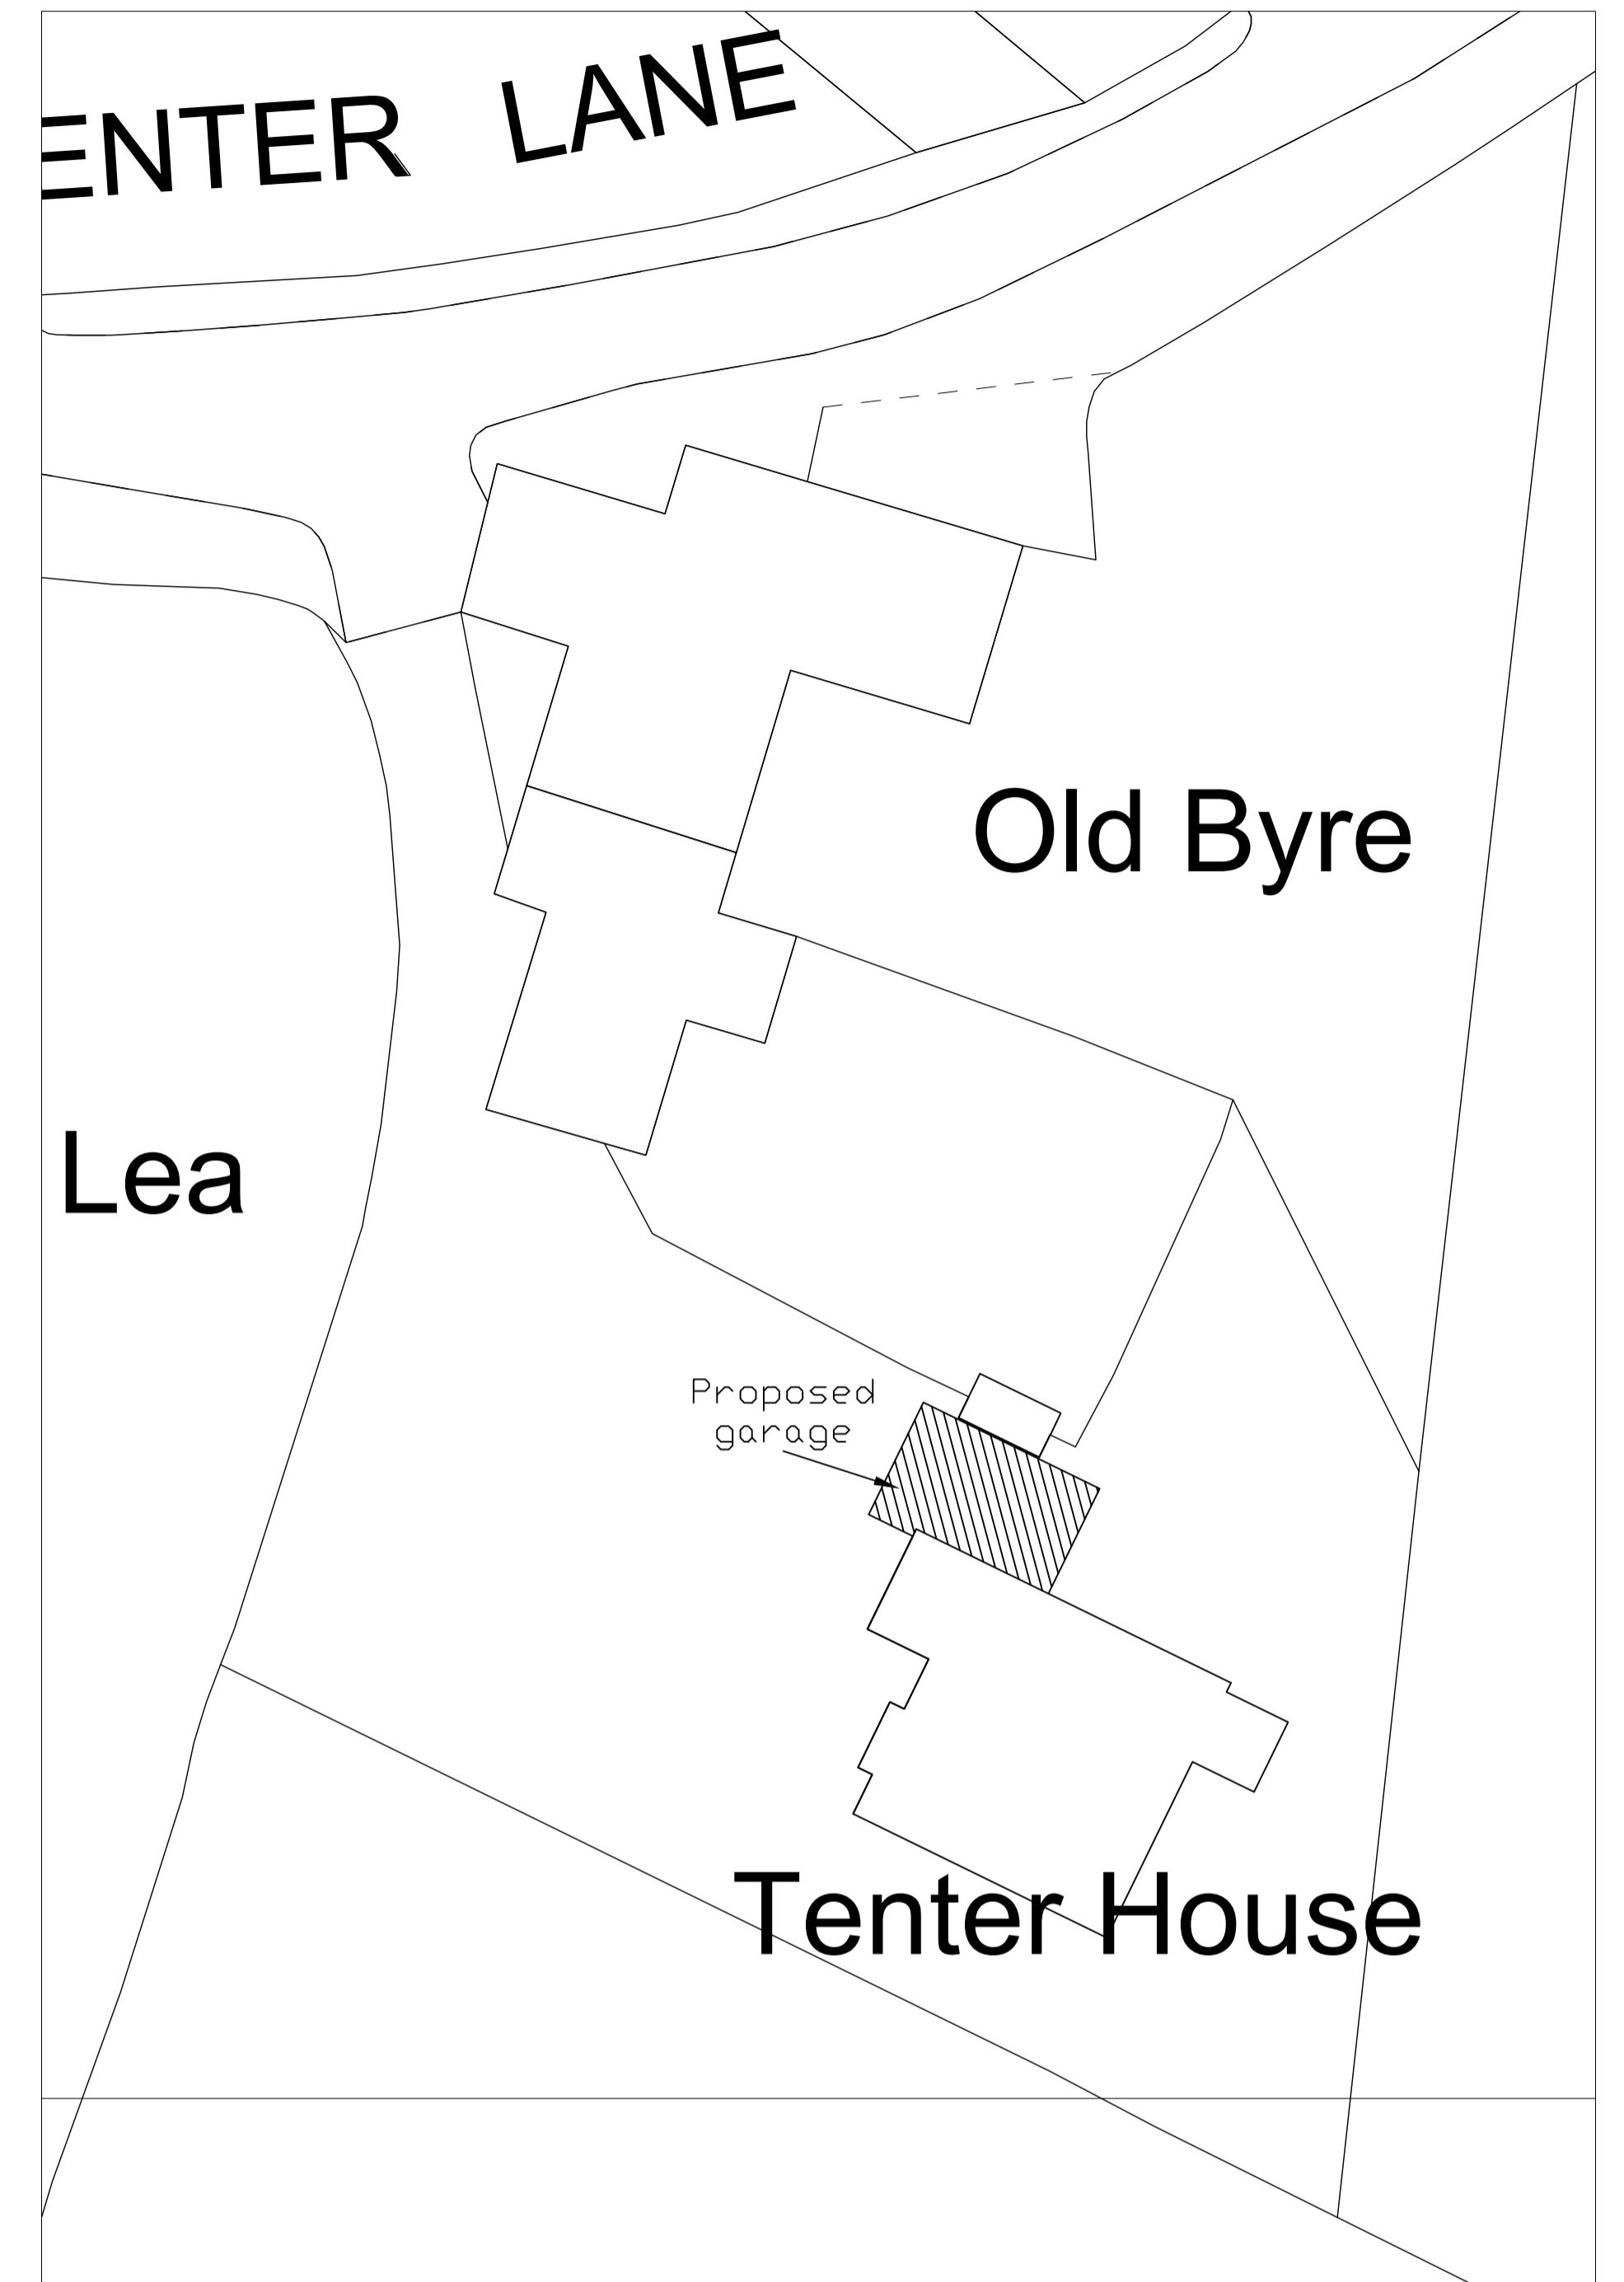 ENTER LANE
Old Byre
Lea
Proposed
garage
Tenter House